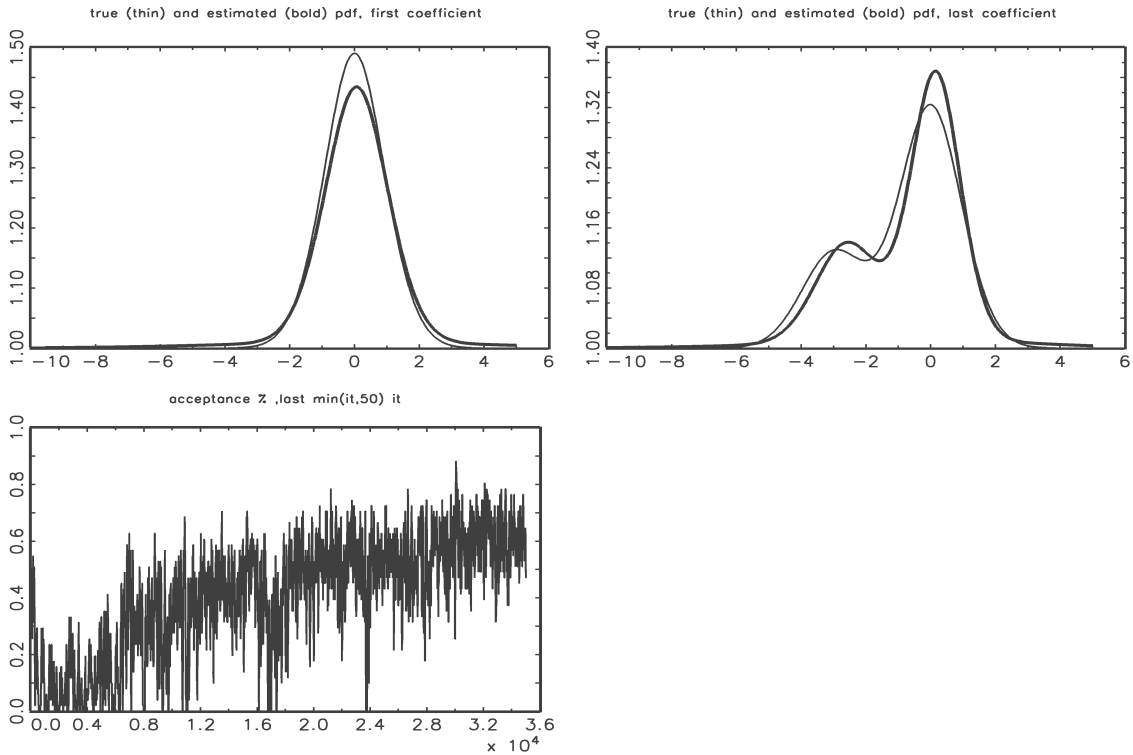 true (thin) and estimated (bold) pdf, first coefficient
1.50
1.40
1.30
1.20
1.10
1.00
−10 −8 −6 −4 −2 0 2 4 6
true (thin) and estimated (bold) pdf, last coefficient
1.40
1.32
1.24
1.16
1.08
1.00
−10 −8 −6 −4 −2 0 2 4 6
acceptance % ,last min(it,50) it
1.0
0.8
0.6
0.4
0.2
0.0
0.0 0.4 0.8 1.2 1.6 2.0 2.4 2.8 3.2 3.6
x 10⁴